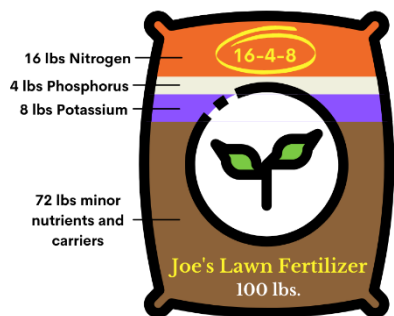 16 lbs Nitrogen
16-4-8
4 lbs Phosphorus
8 lbs Potassium
72 lbs minor
nutrients and
carriers
Joe's Lawn Fertilizer
100 lbs.